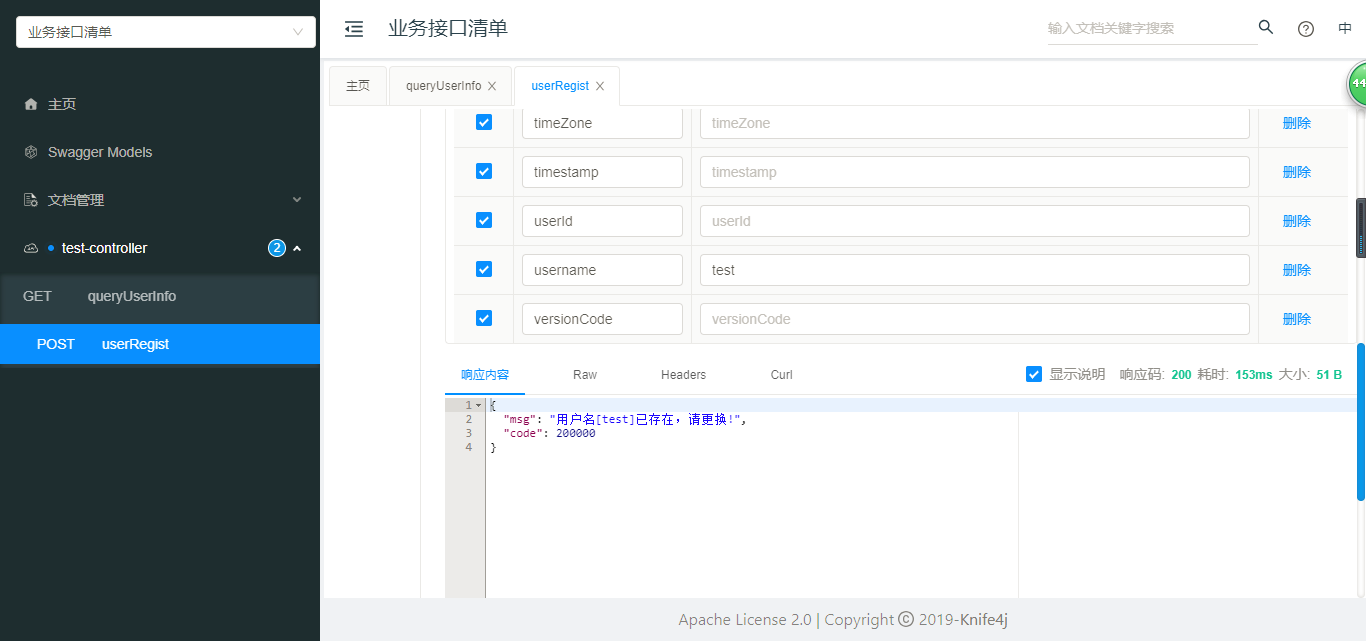 业务接口清单
主页
Swagger Models
文档管理
test-controller 2
GET queryUserInfo
POST userRegist
业务接口清单 输入文档关键字搜索 中
44
主页 queryUserInfo userRegist
timeZone timeZone 删除
timestamp timestamp 删除
userId userId 删除
username test 删除
versionCode versionCode 删除
响应内容 Raw Headers Curl 显示说明 响应码: 200 耗时: 153ms 大小: 51 B
1 {
2 "msg": "用户名[test]已存在，请更换!",
3 "code": 200000
4 }
Apache License 2.0 | Copyright © 2019-Knife4j